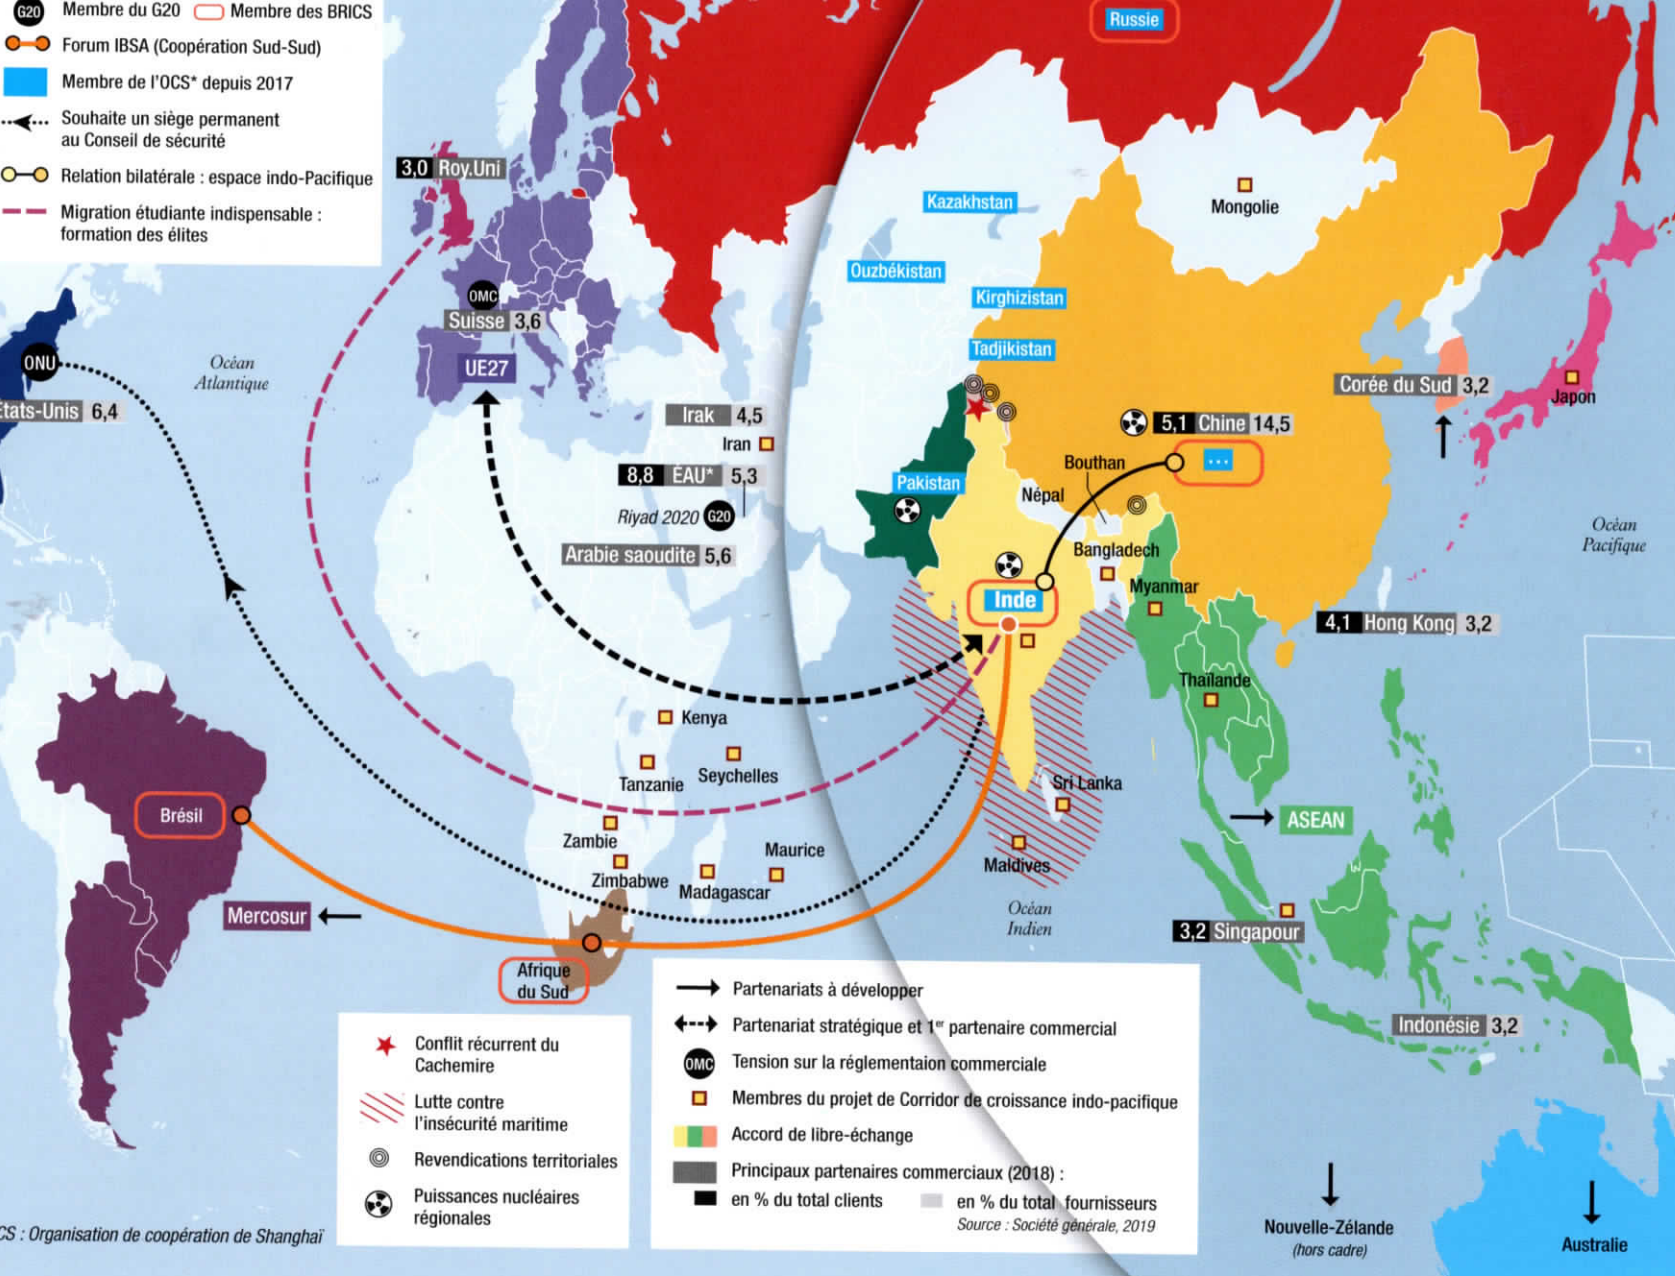 G20 Membre du G20
Membre des BRICS
Forum IBSA (Coopération Sud-Sud)
Membre de l'OCS* depuis 2017
Souhaite un siège permanent
au Conseil de sécurité
Relation bilatérale : espace indo-Pacifique
Migration étudiante indispensable :
formation des élites
Russie
3,0 Roy.Uni
Kazakhstan
Mongolie
Ouzbékistan
Kirghizistan
OMC
Suisse 3,6
Tadjikistan
ONU
Océan
Atlantique
UE27
États-Unis 6,4
Corée du Sud 3,2
Japon
Irak 4,5
Iran
5,1 Chine 14,5
...
Bouthan
8,8 ÉAU* 5,3
Pakistan
Népal
Riyad 2020 G20
Océan
Pacifique
Arabie saoudite 5,6
Bangladech
Myanmar
Inde
4,1 Hong Kong 3,2
Thaïlande
Kenya
Tanzanie
Seychelles
Sri Lanka
Brésil
ASEAN
Zambie
Maurice
Maldives
Zimbabwe
Madagascar
Mercosur
Océan
Indien
3,2 Singapour
Afrique
du Sud
Indonésie 3,2
Conflit récurrent du
Cachemire
Lutte contre
l'insécurité maritime
Revendications territoriales
Puissances nucléaires
régionales
Partenariats à développer
Partenariat stratégique et 1er partenaire commercial
OMC Tension sur la réglementaion commerciale
Membres du projet de Corridor de croissance indo-pacifique
Accord de libre-échange
Principaux partenaires commerciaux (2018) :
en % du total clients
en % du total fournisseurs
Source : Société générale, 2019
Nouvelle-Zélande
(hors cadre)
Australie
CS : Organisation de coopération de Shanghaï